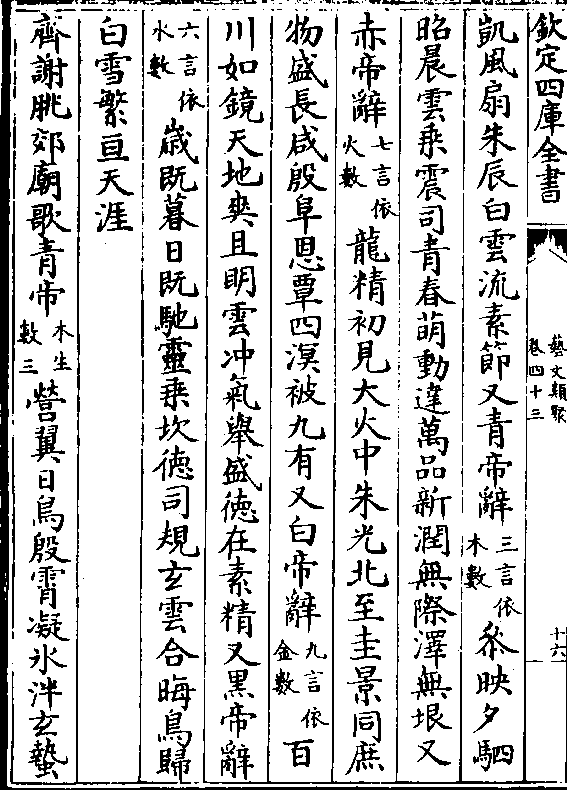 欽定四庫全書
藝文類聚
卷四十三
十六
凱風扇朱辰白雲流素節又青帝辭三言依木數叅映夕駟
昭晨雲乗震司青春萌動達萬品新潤無際澤無垠又
赤帝辭七言依火數龍精初見大火中朱光北至圭景同庶
物盛長咸殷阜恩覃四溟被九有又白帝辭九言依金數百
川如鏡天地爽且明雲冲氣舉盛徳在素精又黒帝辭
六言依水數嵗既暮日既馳靈乗坎徳司規玄雲合晦鳥歸
白雪繁亘天涯
齊謝朓郊廟歌青帝木生數三營翼日鳥殷霄凝氷泮玄蟄